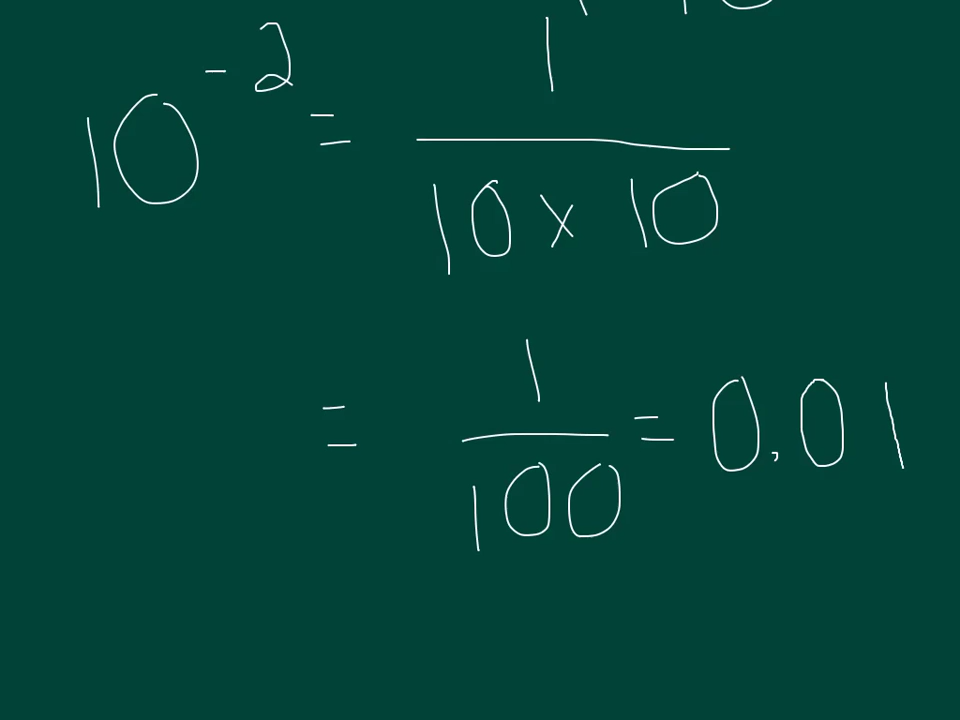 10^-2 = 1 / 10 x 10
= 1 / 100 = 0.01